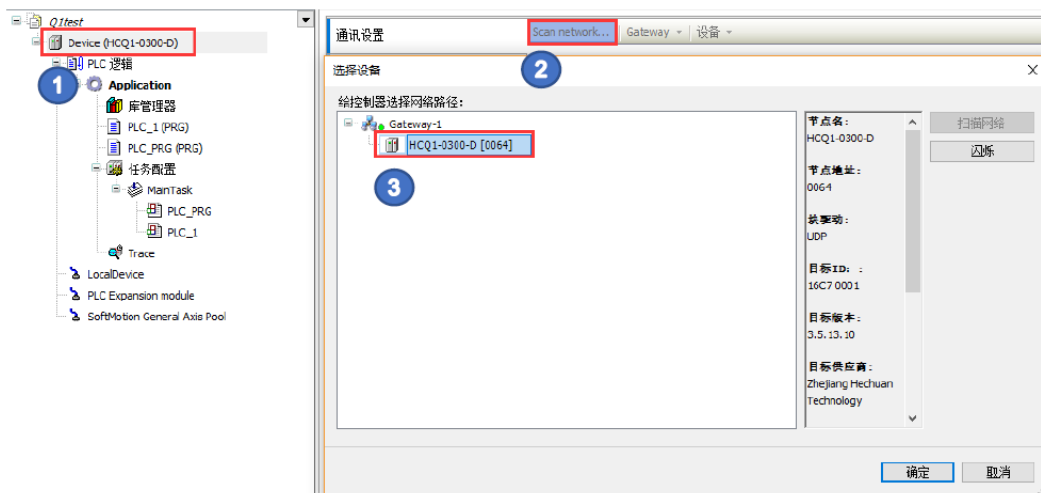 Q1test
Device (HCQ1-0300-D)
PLC 逻辑
Application
库管理器
PLC_1 (PRG)
PLC_PRG (PRG)
任务配置
MainTask
PLC_PRG
PLC_1
Trace
LocalDevice
PLC Expansion module
SoftMotion General Axis Pool
1
通讯设置
Scan network...
Gateway
设备
2
选择设备
给控制器选择网络路径:
Gateway-1
HCQ1-0300-D [0064]
3
节点名:
HCQ1-0300-D
节点地址:
0064
块驱动:
UDP
目标ID: :
16C7 0001
目标版本:
3.5.13.10
目标供应商:
Zhejiang Hechuan
Technology
扫描网络
闪烁
确定
取消